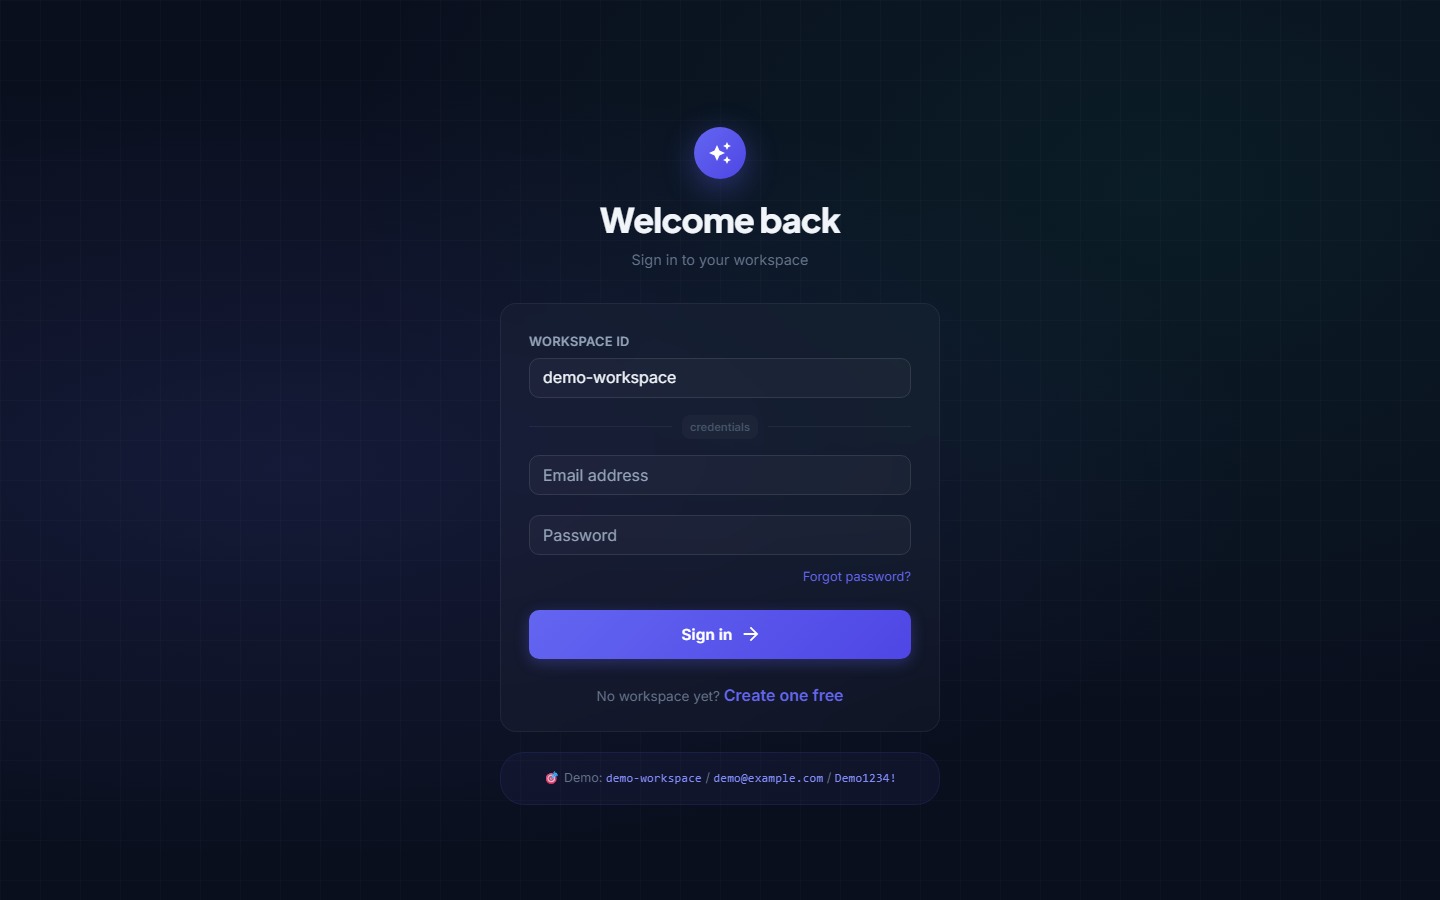 Welcome back
Sign in to your workspace
WORKSPACE ID
demo-workspace
credentials
Email address
Password
Forgot password?
Sign in →
No workspace yet? Create one free
🎯 Demo: demo-workspace / demo@example.com / Demo1234!